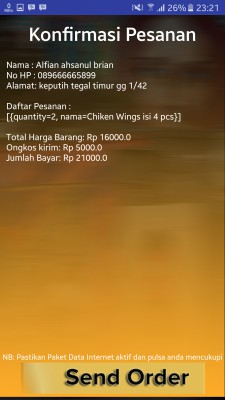 26% 23:21
Konfirmasi Pesanan
Nama : Alfian ahsanul brian
No HP : 089666665899
Alamat: keputih tegal timur gg 1/42
Daftar Pesanan :
[{quantity=2, nama=Chiken Wings isi 4 pcs}]
Total Harga Barang: Rp 16000.0
Ongkos kirim: Rp 5000.0
Jumlah Bayar: Rp 21000.0
NB: Pastikan Paket Data Internet aktif dan pulsa anda mencukupi
Send Order